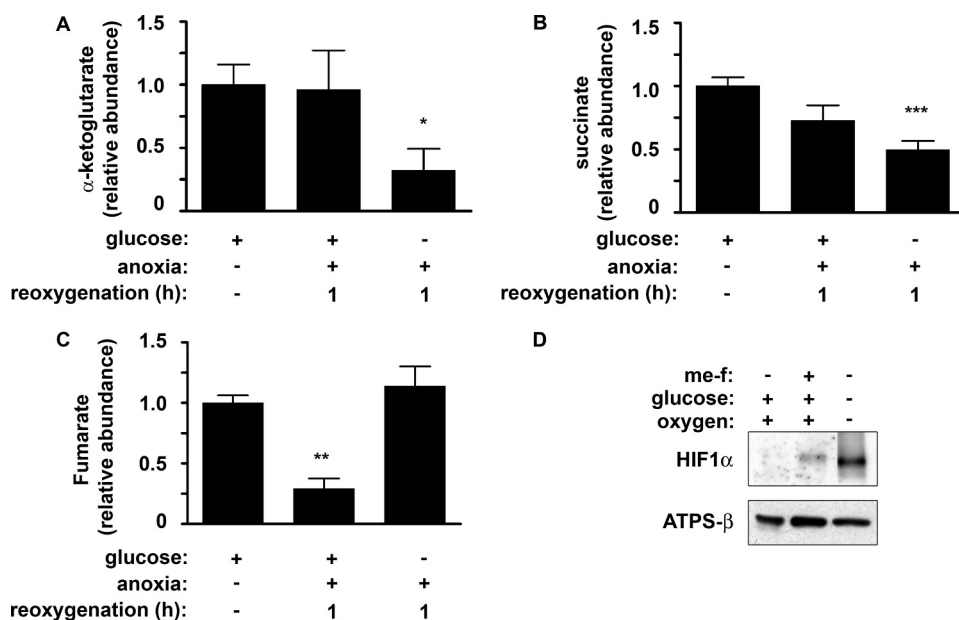 A
α-ketoglutarate
(relative abundance)
1.5
1.0
0.5
0
*
glucose: + + -
anoxia: - + +
reoxygenation (h): - 1 1
B
succinate
(relative abundance)
1.5
1.0
0.5
0
***
glucose: + + -
anoxia: - + +
reoxygenation (h): - 1 1
C
Fumarate
(relative abundance)
1.5
1.0
0.5
0
**
glucose: + + -
anoxia: - + +
reoxygenation (h): - 1 1
D
me-f: - + -
glucose: + + -
oxygen: + + -
HIF1α
ATPS-β